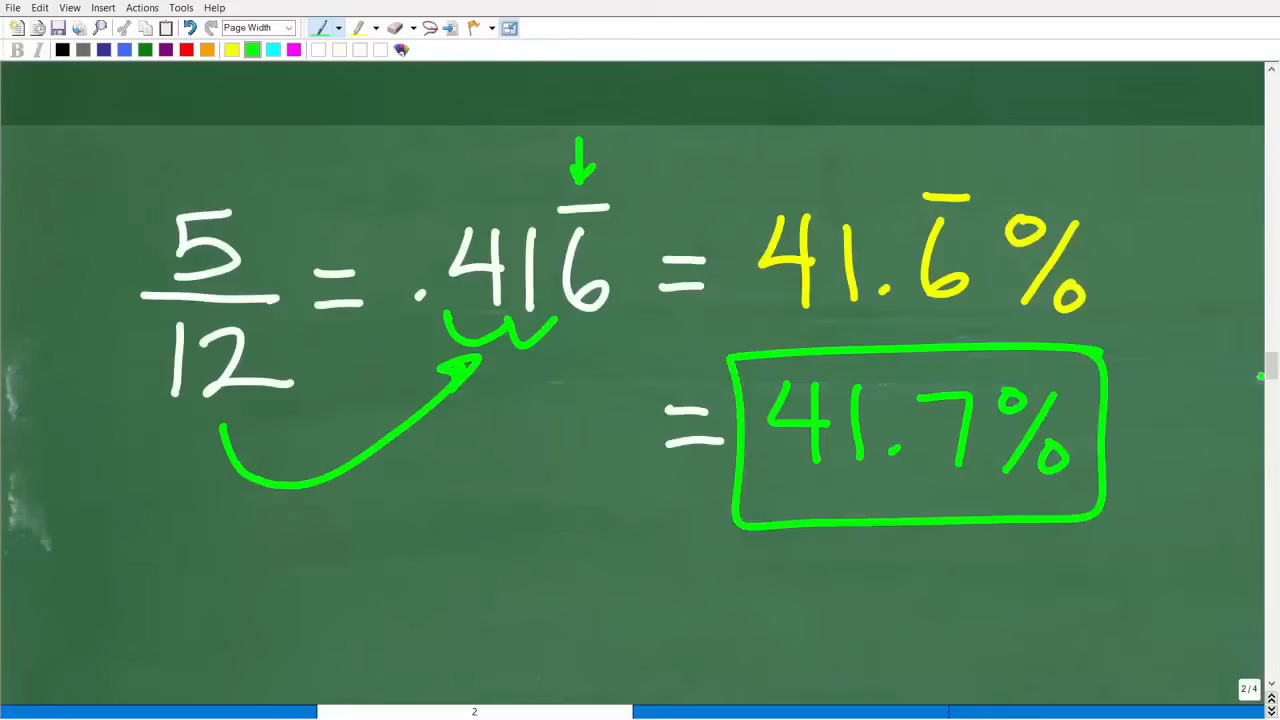 File Edit View Insert Actions Tools Help
Page Width
B I
5/12 = .416̅ = 41.6̅%
= 41.7%
2/4
2